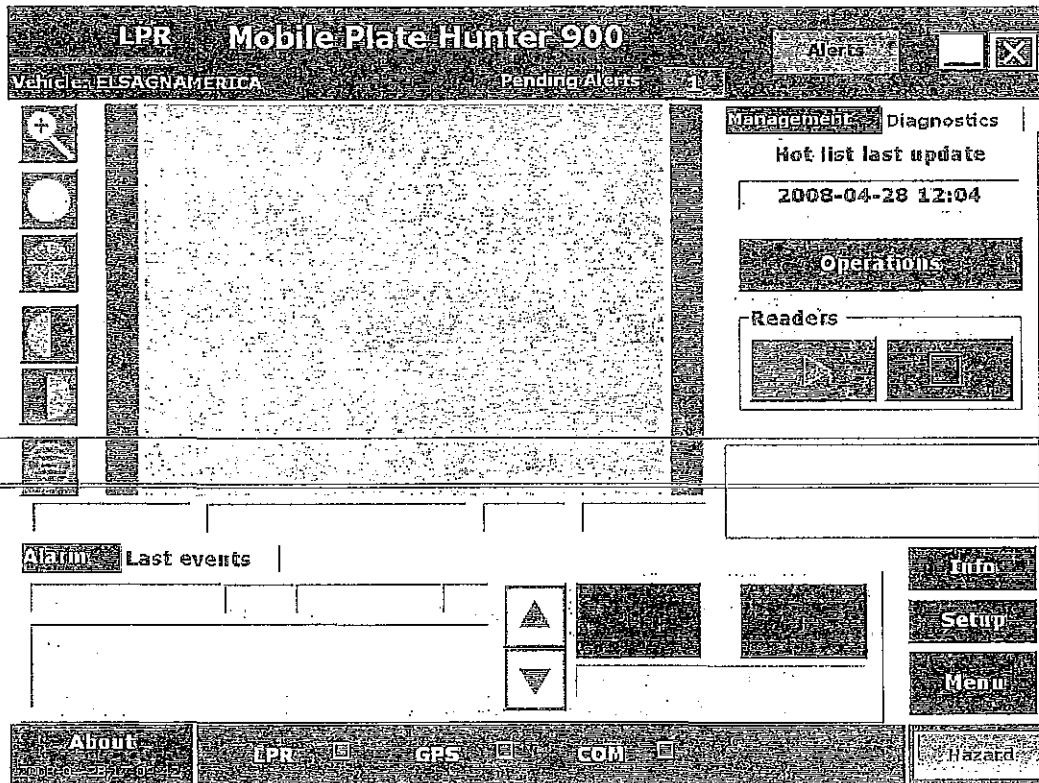 LPR Mobile Plate Hunter 900
Alerts
Vehicle: ELSAGNAMERICA Pending Alerts 1
Management Diagnostics
Hot list last update
2008-04-28 12:04
Operations
Readers
Alarm Last events
Info
Setup
Menu
About
LPR GPS COM
Hazard